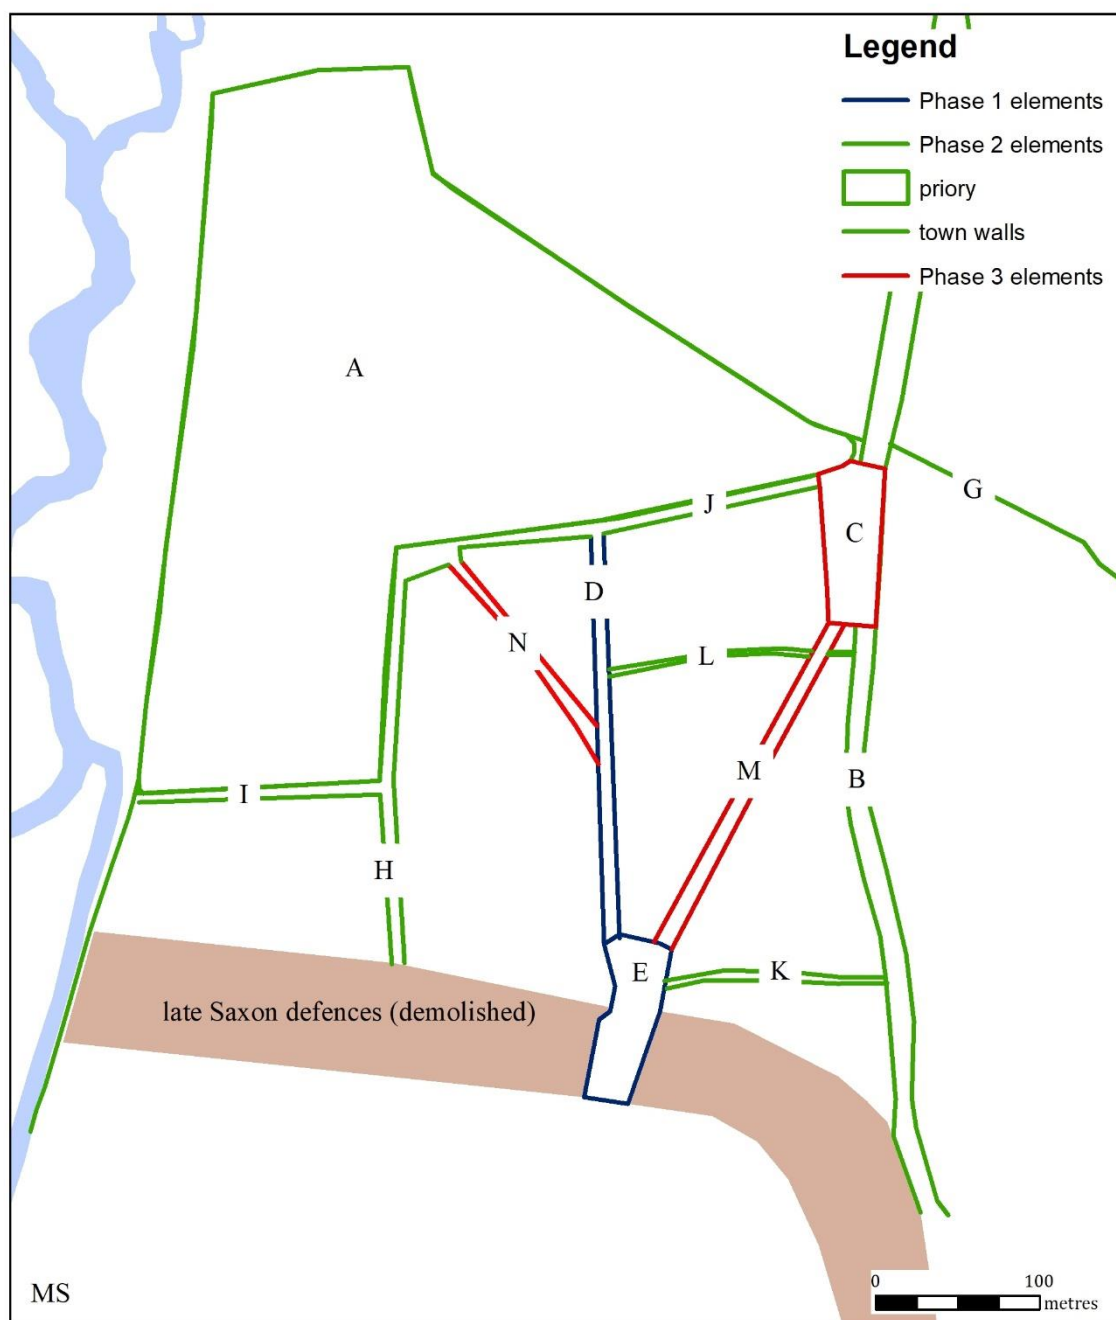 Legend
Phase 1 elements
Phase 2 elements
priory
town walls
Phase 3 elements
A
G
J
C
D
N
L
M
B
I
H
E
K
late Saxon defences (demolished)
MS
0 100
metres